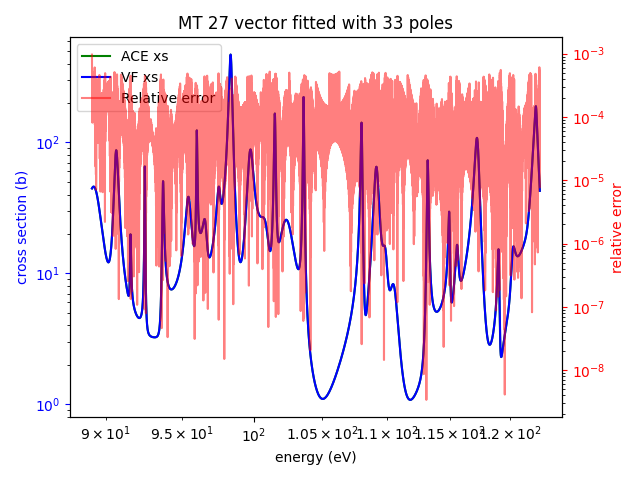 MT 27 vector fitted with 33 poles
ACE xs
VF xs
Relative error
cross section (b)
10²
10¹
10⁰
10⁻³
10⁻⁴
10⁻⁵
10⁻⁶
10⁻⁷
10⁻⁸
relative error
9 × 10¹ 9.5 × 10¹ 10² 1.05 × 10² 1.1 × 10² 1.15 × 10² 1.2 × 10²
energy (eV)